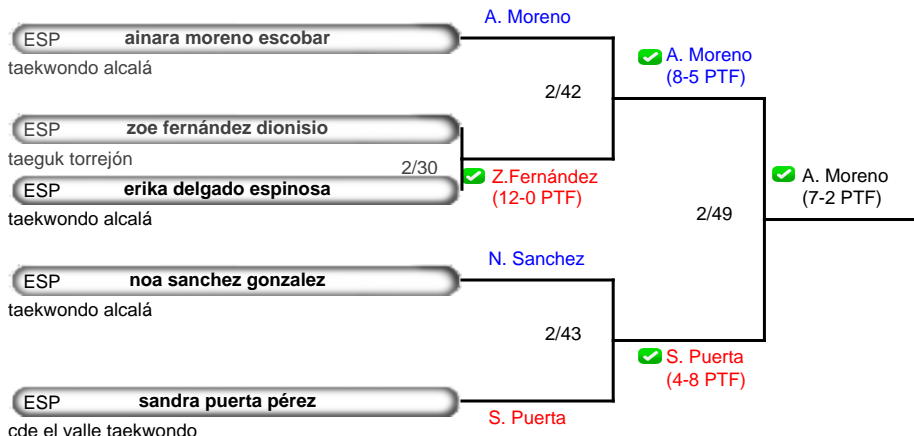 A. Moreno
ESP ainara moreno escobar
taekwondo alcalá
A. Moreno
(8-5 PTF)
2/42
ESP zoe fernández dionisio
taeguk torrejón
2/30
Z.Fernández
(12-0 PTF)
ESP erika delgado espinosa
taekwondo alcalá
A. Moreno
(7-2 PTF)
2/49
N. Sanchez
ESP noa sanchez gonzalez
taekwondo alcalá
2/43
S. Puerta
(4-8 PTF)
ESP sandra puerta pérez
S. Puerta
cde el valle taekwondo